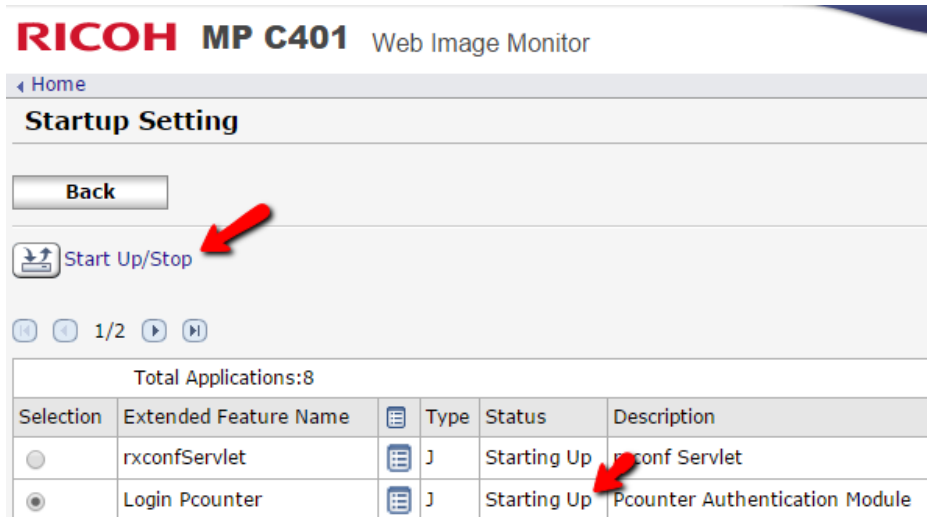 RICOH MP C401 Web Image Monitor
Home
Startup Setting
Back
Start Up/Stop
1/2
Total Applications:8
Selection Extended Feature Name Type Status Description
rxconfServlet J Starting Up rxconf Servlet
Login Pcounter J Starting Up Pcounter Authentication Module